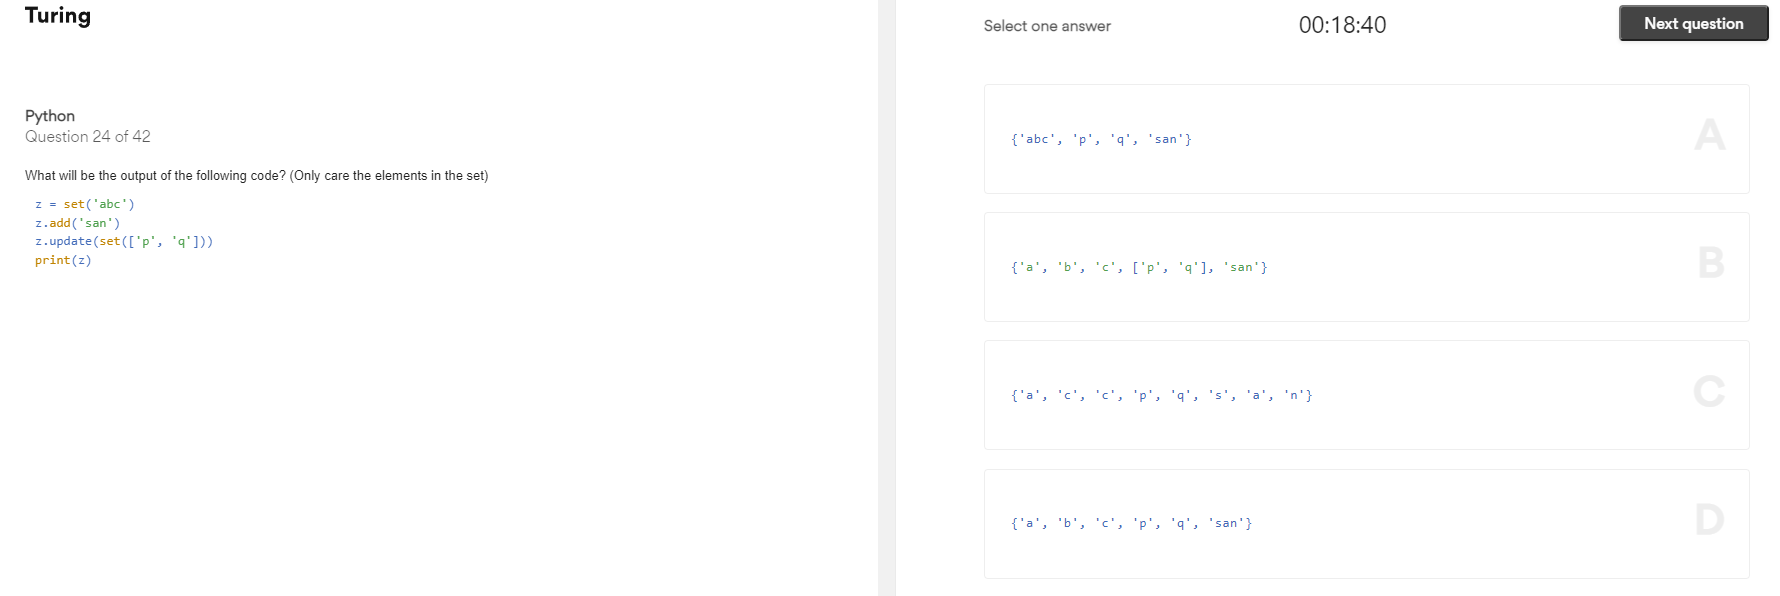 Turing
Python
Question 24 of 42
What will be the output of the following code? (Only care the elements in the set)
z = set('abc')
z.add('san')
z.update(set(['p', 'q']))
print(z)
Select one answer
00:18:40
Next question
{'abc', 'p', 'q', 'san'}
A
{'a', 'b', 'c', ['p', 'q'], 'san'}
B
{'a', 'c', 'c', 'p', 'q', 's', 'a', 'n'}
C
{'a', 'b', 'c', 'p', 'q', 'san'}
D